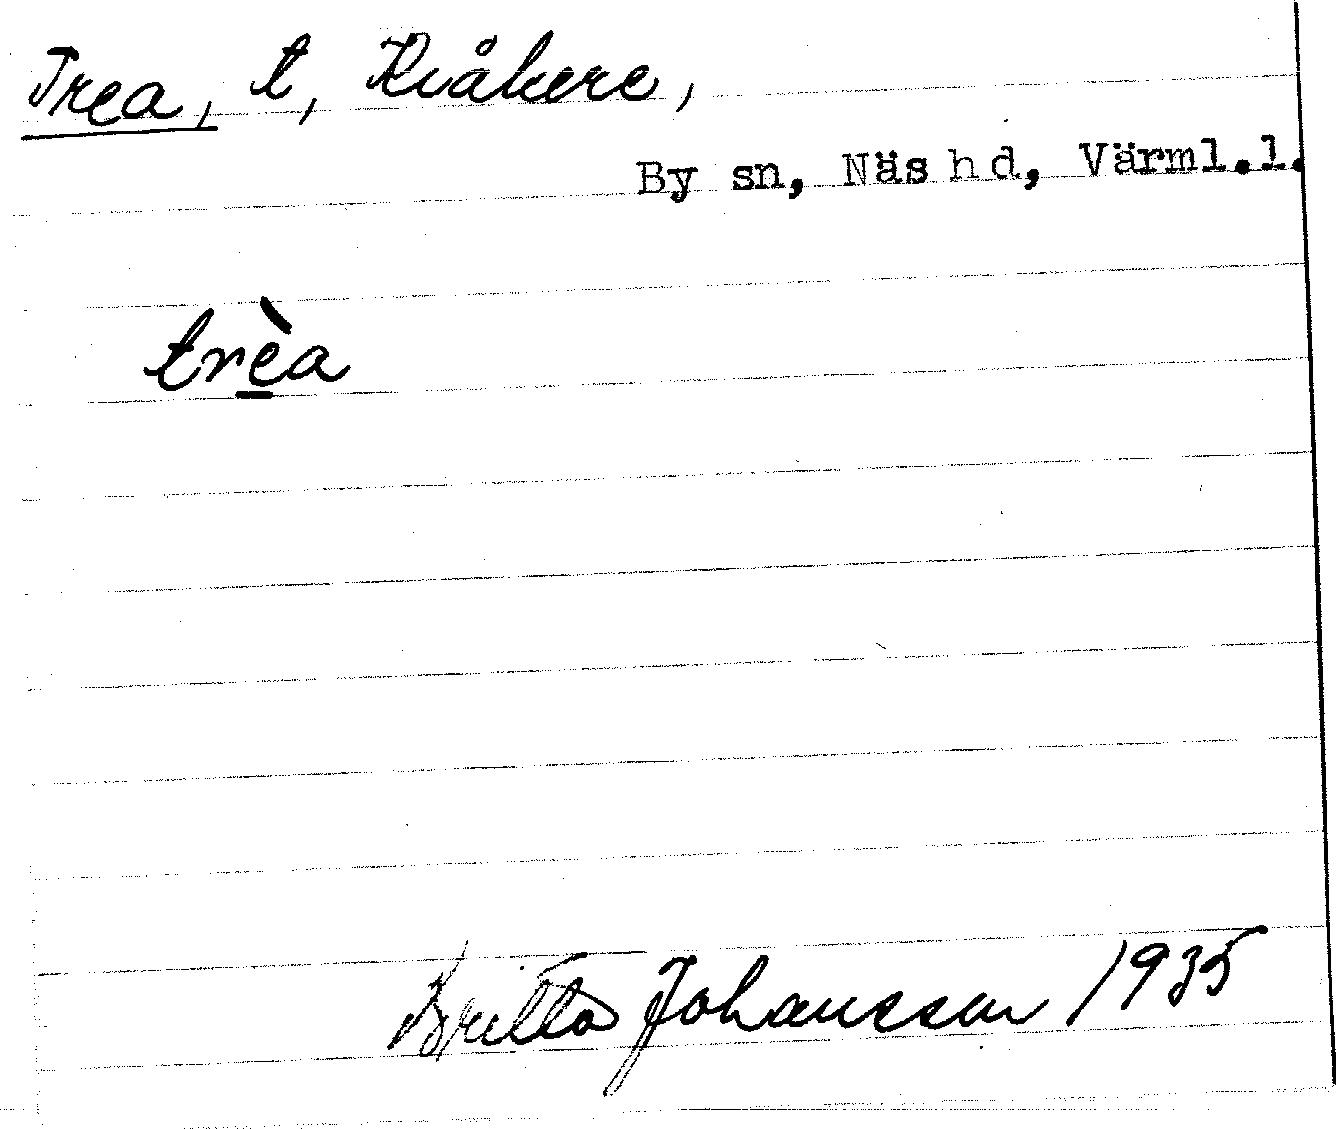 Trea, t, Kvåkere,
By sn, Näs hd, Värml.l.
trèa
Britta Johansson 1935